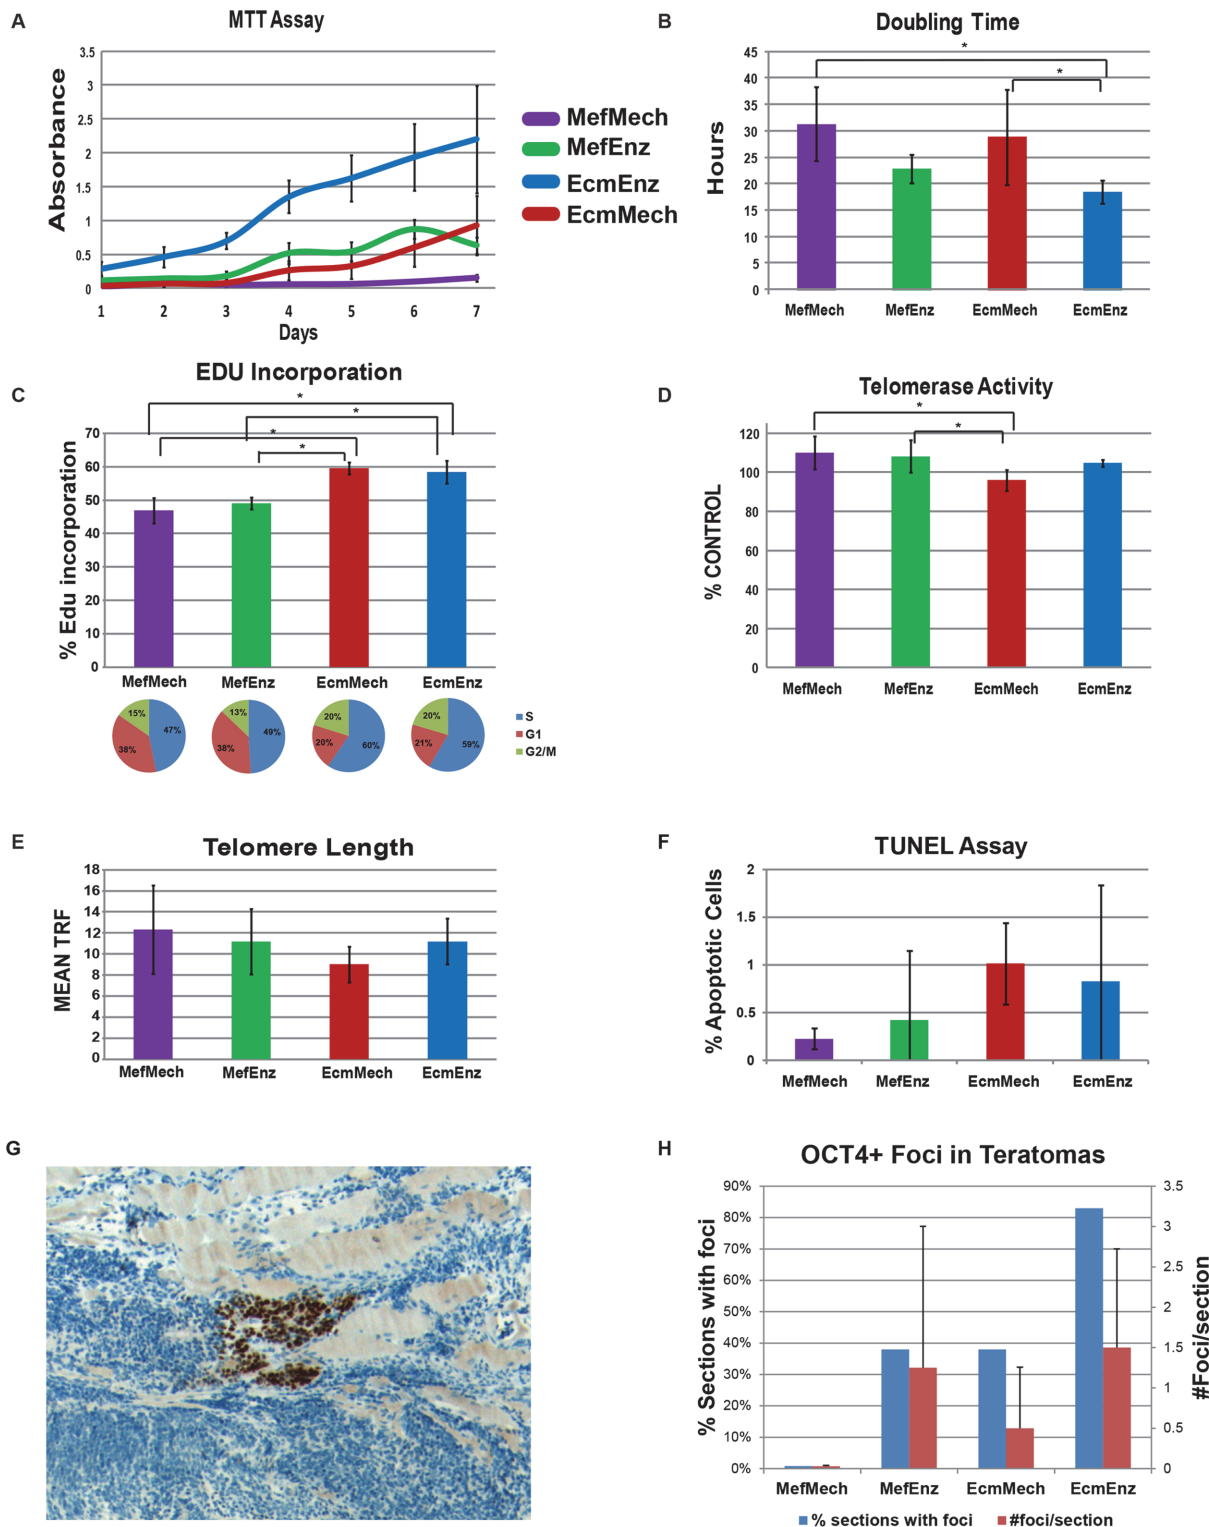 A
MTT Assay
Absorbance
3.5
3
2.5
2
1.5
1
0.5
0
1 2 3 4 5 6 7
Days
MefMech
MefEnz
EcmEnz
EcmMech
B
Doubling Time
Hours
45
40
35
30
25
20
15
10
5
0
* *
MefMech MefEnz EcmMech EcmEnz
C
EDU Incorporation
% Edu incorporation
70
60
50
40
30
20
10
0
* * * *
MefMech MefEnz EcmMech EcmEnz
15% 47% 38%
13% 49% 38%
20% 60% 20%
20% 59% 21%
S
G1
G2/M
D
Telomerase Activity
% CONTROL
120
100
80
60
40
20
0
* *
MefMech MefEnz EcmMech EcmEnz
E
Telomere Length
MEAN TRF
18
16
14
12
10
8
6
4
2
0
MefMech MefEnz EcmMech EcmEnz
F
TUNEL Assay
% Apoptotic Cells
2
1.5
1
0.5
0
MefMech MefEnz EcmMech EcmEnz
G
H
OCT4+ Foci in Teratomas
% Sections with foci
90%
80%
70%
60%
50%
40%
30%
20%
10%
0%
3.5
3
2.5
2
1.5
1
0.5
0
#Foci/section
MefMech MefEnz EcmMech EcmEnz
% sections with foci #foci/section